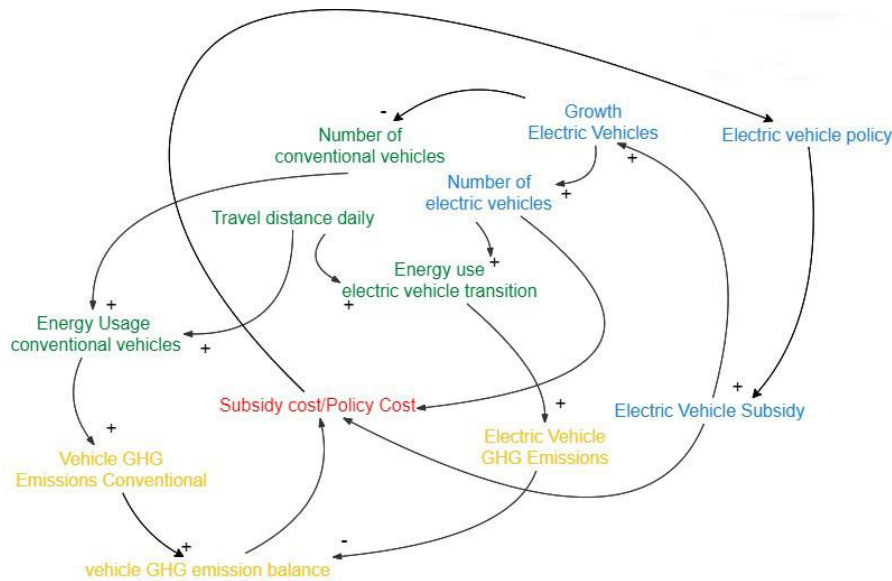 -
Growth
Electric Vehicles
Electric vehicle policy
Number of
conventional vehicles
+
Number of
electric vehicles
+
Travel distance daily
+
Energy use
electric vehicle transition
+
+
Energy Usage
conventional vehicles
+
+
Subsidy cost/Policy Cost
Electric Vehicle Subsidy
+
+
Electric Vehicle
GHG Emissions
Vehicle GHG
Emissions Conventional
-
+
vehicle GHG emission balance